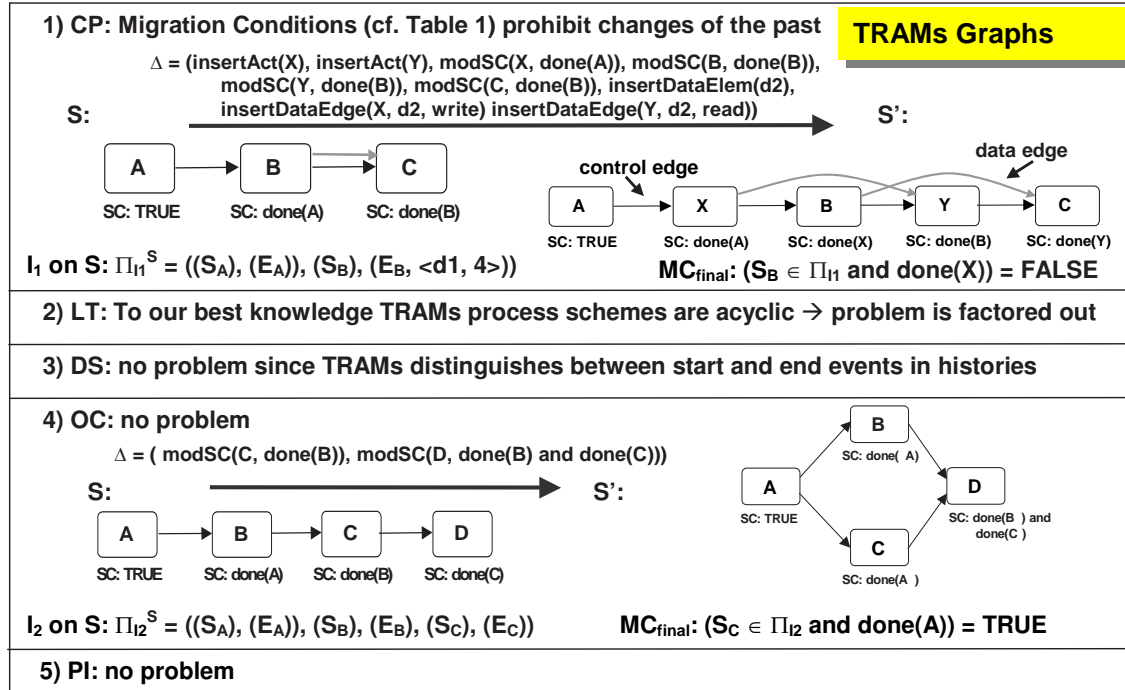 1) CP: Migration Conditions (cf. Table 1) prohibit changes of the past
TRAMs Graphs
Δ = (insertAct(X), insertAct(Y), modSC(X, done(A)), modSC(B, done(B)),
modSC(Y, done(B)), modSC(C, done(B)), insertDataElem(d2),
insertDataEdge(X, d2, write) insertDataEdge(Y, d2, read))
S:
S':
A
B
C
SC: TRUE
SC: done(A)
SC: done(B)
control edge
data edge
A
X
B
Y
C
SC: TRUE
SC: done(A)
SC: done(X)
SC: done(B)
SC: done(Y)
I1 on S: ΠI1^S = ((SA), (EA)), (SB), (EB, <d1, 4>))
MCfinal: (SB ∈ ΠI1 and done(X)) = FALSE
2) LT: To our best knowledge TRAMs process schemes are acyclic → problem is factored out
3) DS: no problem since TRAMs distinguishes between start and end events in histories
4) OC: no problem
Δ = ( modSC(C, done(B)), modSC(D, done(B) and done(C)))
S:
S':
A
B
C
D
SC: TRUE
SC: done(A)
SC: done(B)
SC: done(C)
B
SC: done( A)
A
SC: TRUE
D
SC: done(B ) and
done(C )
C
SC: done(A )
I2 on S: ΠI2^S = ((SA), (EA)), (SB), (EB), (SC), (EC))
MCfinal: (SC ∈ ΠI2 and done(A)) = TRUE
5) PI: no problem